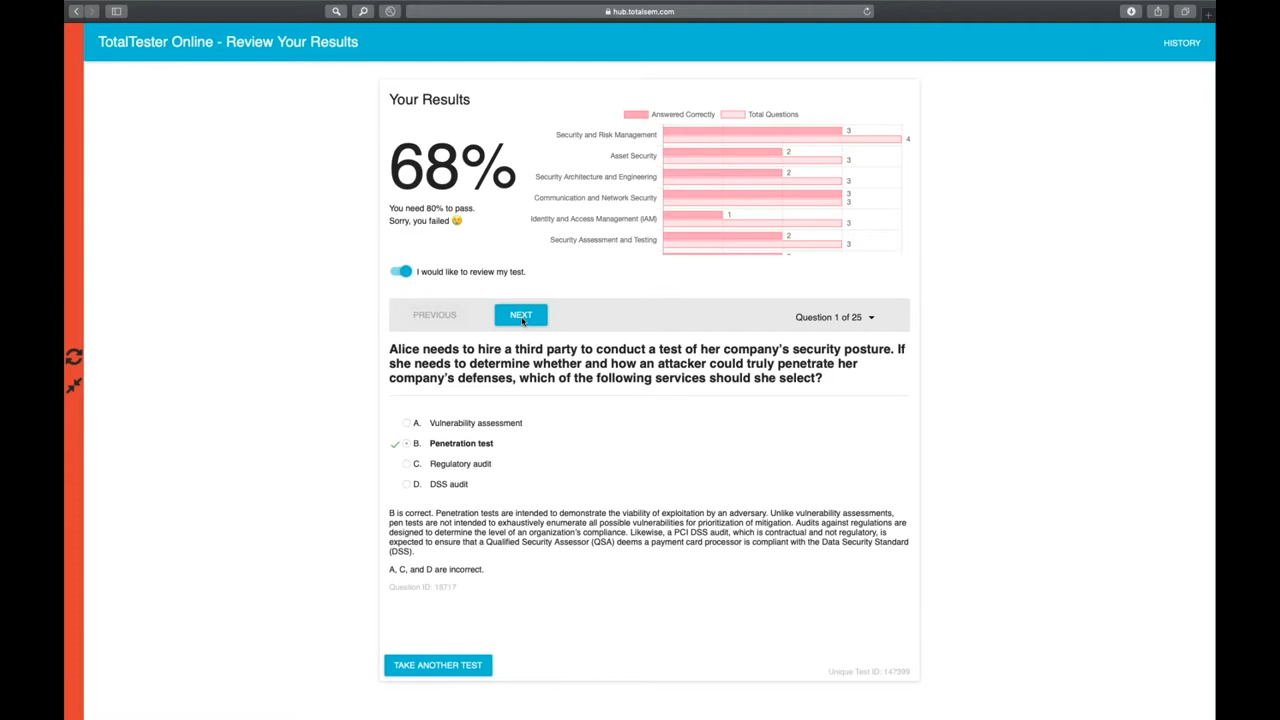 hub.totalsem.com
TotalTester Online - Review Your Results
HISTORY
Your Results
Answered Correctly
Total Questions
68%
You need 80% to pass.
Sorry, you failed 😢
Security and Risk Management
3
4
Asset Security
2
3
Security Architecture and Engineering
2
3
Communication and Network Security
3
3
Identity and Access Management (IAM)
1
3
Security Assessment and Testing
2
3
I would like to review my test.
PREVIOUS
NEXT
Question 1 of 25
Alice needs to hire a third party to conduct a test of her company's security posture. If
she needs to determine whether and how an attacker could truly penetrate her
company's defenses, which of the following services should she select?
A. Vulnerability assessment
B. Penetration test
C. Regulatory audit
D. DSS audit
B is correct. Penetration tests are intended to demonstrate the viability of exploitation by an adversary. Unlike vulnerability assessments,
pen tests are not intended to exhaustively enumerate all possible vulnerabilities for prioritization of mitigation. Audits against regulations are
designed to determine the level of an organization's compliance. Likewise, a PCI DSS audit, which is contractual and not regulatory, is
expected to ensure that a Qualified Security Assessor (QSA) deems a payment card processor is compliant with the Data Security Standard
(DSS).
A, C, and D are incorrect.
Question ID: 18717
TAKE ANOTHER TEST
Unique Test ID: 147399